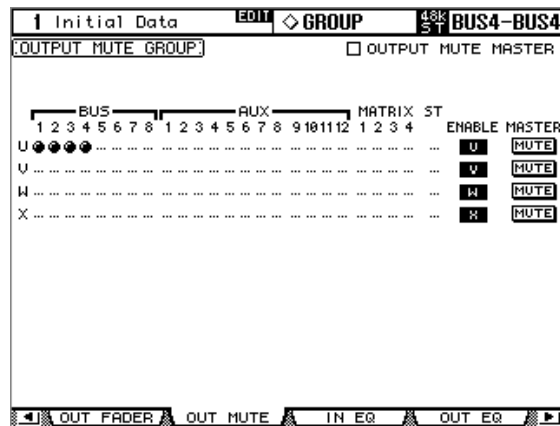 1 Initial Data EDIT GROUP 48k ST BUS4-BUS4
OUTPUT MUTE GROUP OUTPUT MUTE MASTER
BUS AUX MATRIX ST
1 2 3 4 5 6 7 8 1 2 3 4 5 6 7 8 9 10 11 12 1 2 3 4 ENABLE MASTER
U U MUTE
V V MUTE
W W MUTE
X X MUTE
OUT FADER OUT MUTE IN EQ OUT EQ